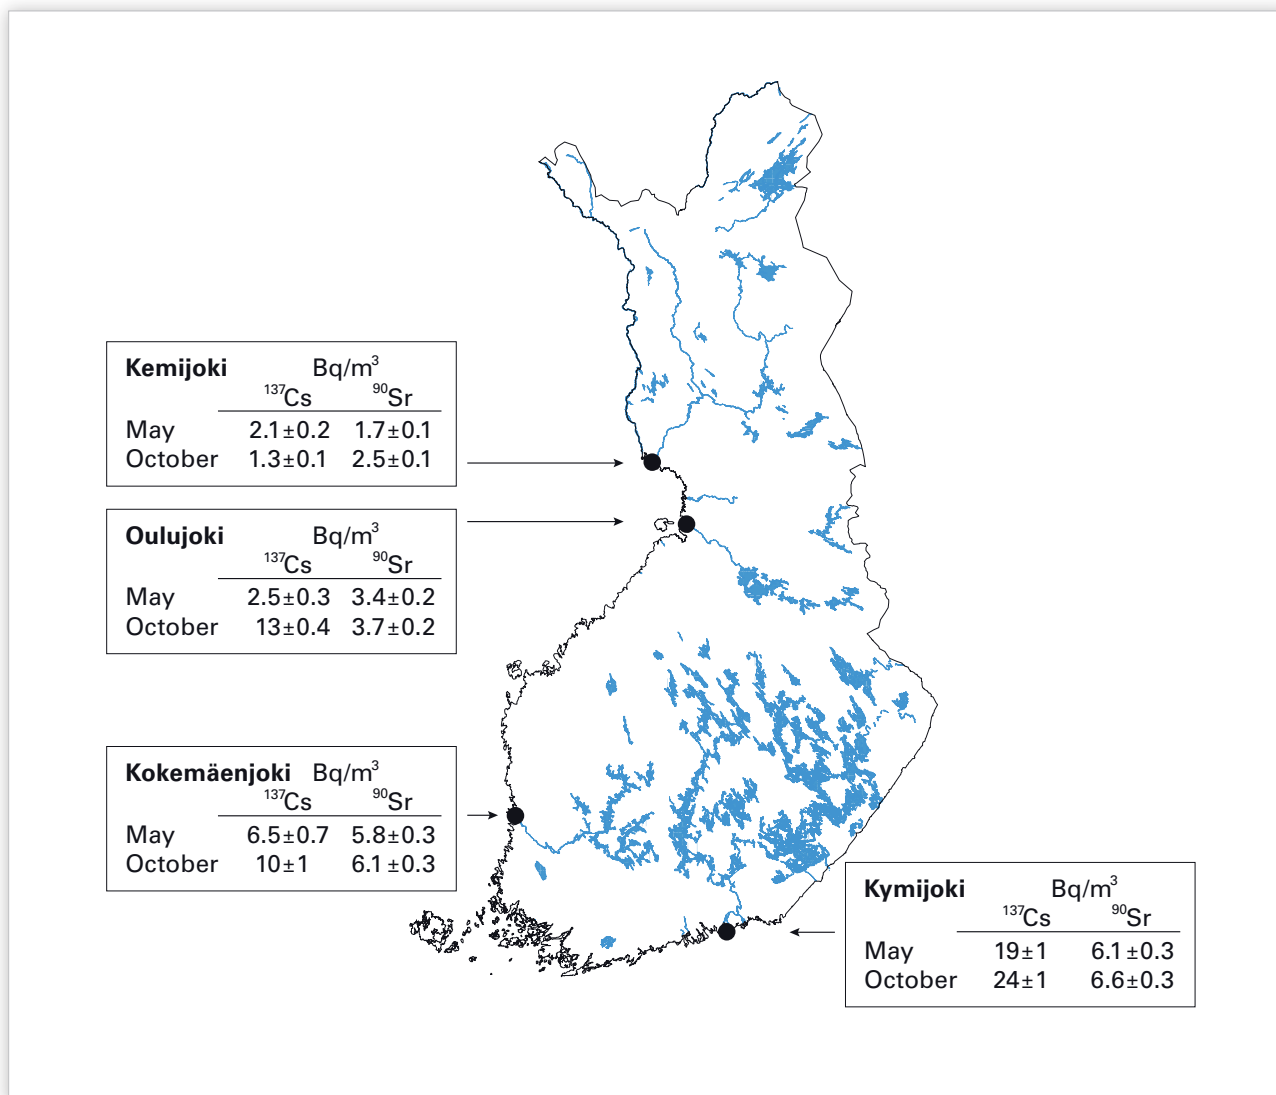 Kemijoki Bq/m³
¹³⁷Cs ⁹⁰Sr
May 2.1±0.2 1.7±0.1
October 1.3±0.1 2.5±0.1
Oulujoki Bq/m³
¹³⁷Cs ⁹⁰Sr
May 2.5±0.3 3.4±0.2
October 13±0.4 3.7±0.2
Kokemäenjoki Bq/m³
¹³⁷Cs ⁹⁰Sr
May 6.5±0.7 5.8±0.3
October 10±1 6.1±0.3
Kymijoki Bq/m³
¹³⁷Cs ⁹⁰Sr
May 19±1 6.1±0.3
October 24±1 6.6±0.3